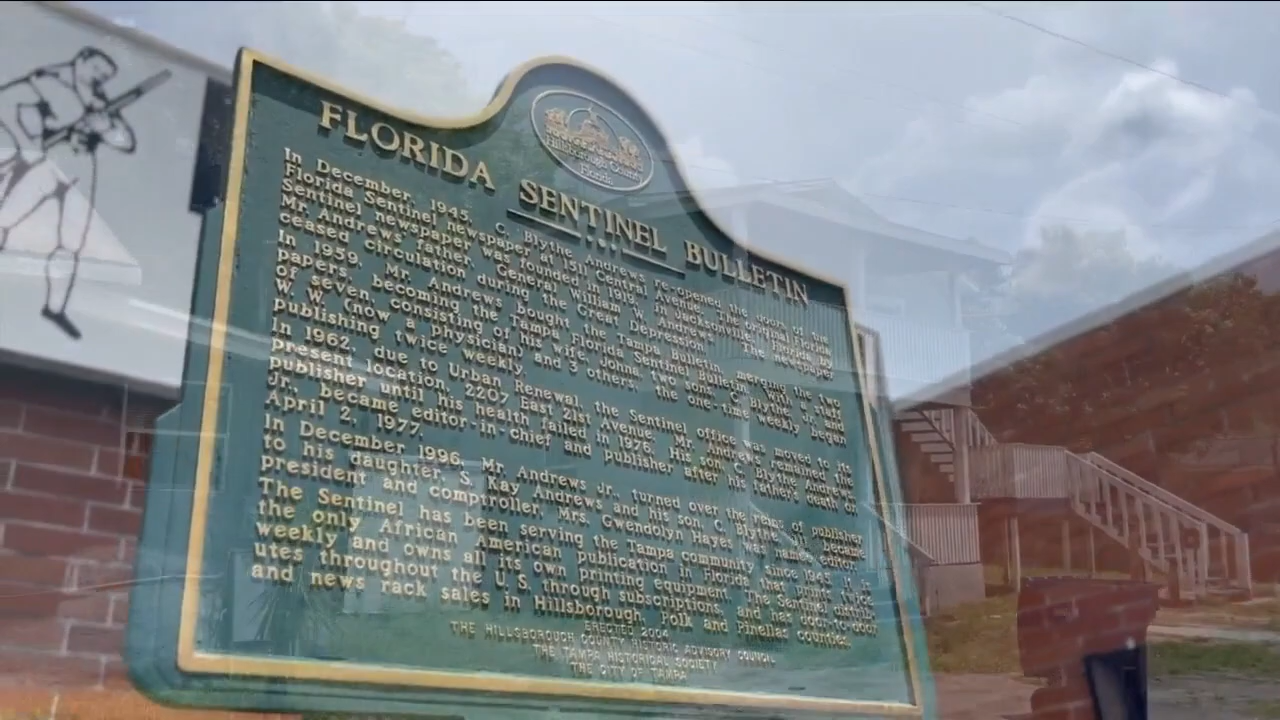 Hillsborough County
Florida
FLORIDA SENTINEL BULLETIN
In December, 1945, C. Blythe Andrews re-opened the doors of the
Florida Sentinel newspaper at 1511 Central Avenue. The original Florida
Sentinel newspaper was founded in 1919, in Jacksonville, Florida by
Mr. Andrews' father, General William W. Andrews. The newspaper
ceased circulation during the Great Depression.
In 1959, Mr. Andrews bought the Tampa Bulletin, merging the two
papers, becoming the Tampa Florida Sentinel Bulletin. With a staff
of seven, consisting of his wife, Johna, two sons, C. Blythe Jr. and
W. W. (now a physician) and 3 others, the one-time weekly began
publishing twice weekly.
In 1962, due to Urban Renewal, the Sentinel office was moved to its
present location, 2207 East 21st Avenue. Mr. Andrews remained the
publisher until his health failed in 1976. His son, C. Blythe Andrews,
Jr., became editor-in-chief and publisher after his father's death on
April 2, 1977.
In December 1996, Mr. Andrews Jr., turned over the reins of publisher
to his daughter, S. Kay Andrews and his son, C. Blythe III, became
president and comptroller. Mrs. Gwendolyn Hayes was named editor.
The Sentinel has been serving the Tampa community since 1945. It is
the only African American publication in Florida that prints twice
weekly and owns all its own printing equipment. The Sentinel distrib-
utes throughout the U.S. through subscriptions, and has door-to-door
and news rack sales in Hillsborough, Polk and Pinellas counties.
ERECTED 2004
THE HILLSBOROUGH COUNTY HISTORIC ADVISORY COUNCIL
THE TAMPA HISTORICAL SOCIETY
THE CITY OF TAMPA